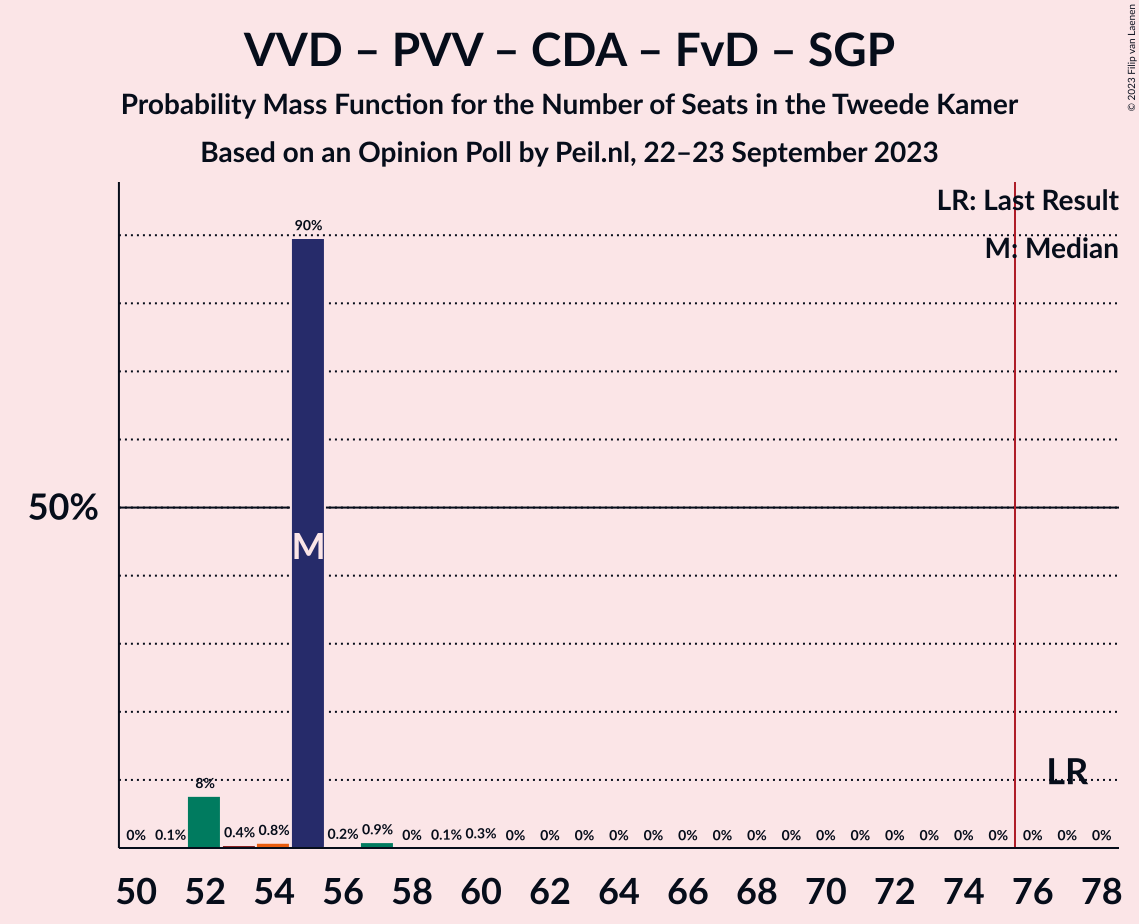 VVD – PVV – CDA – FvD – SGP
Probability Mass Function for the Number of Seats in the Tweede Kamer
Based on an Opinion Poll by Peil.nl, 22–23 September 2023
© 2023 Filip van Laenen
LR: Last Result
M: Median
90%
50%
M
8%
LR
0% 0.1% 0.4% 0.8% 0.2% 0.9% 0% 0.1% 0.3% 0% 0% 0% 0% 0% 0% 0% 0% 0% 0% 0% 0% 0% 0% 0% 0% 0% 0%
50 52 54 56 58 60 62 64 66 68 70 72 74 76 78